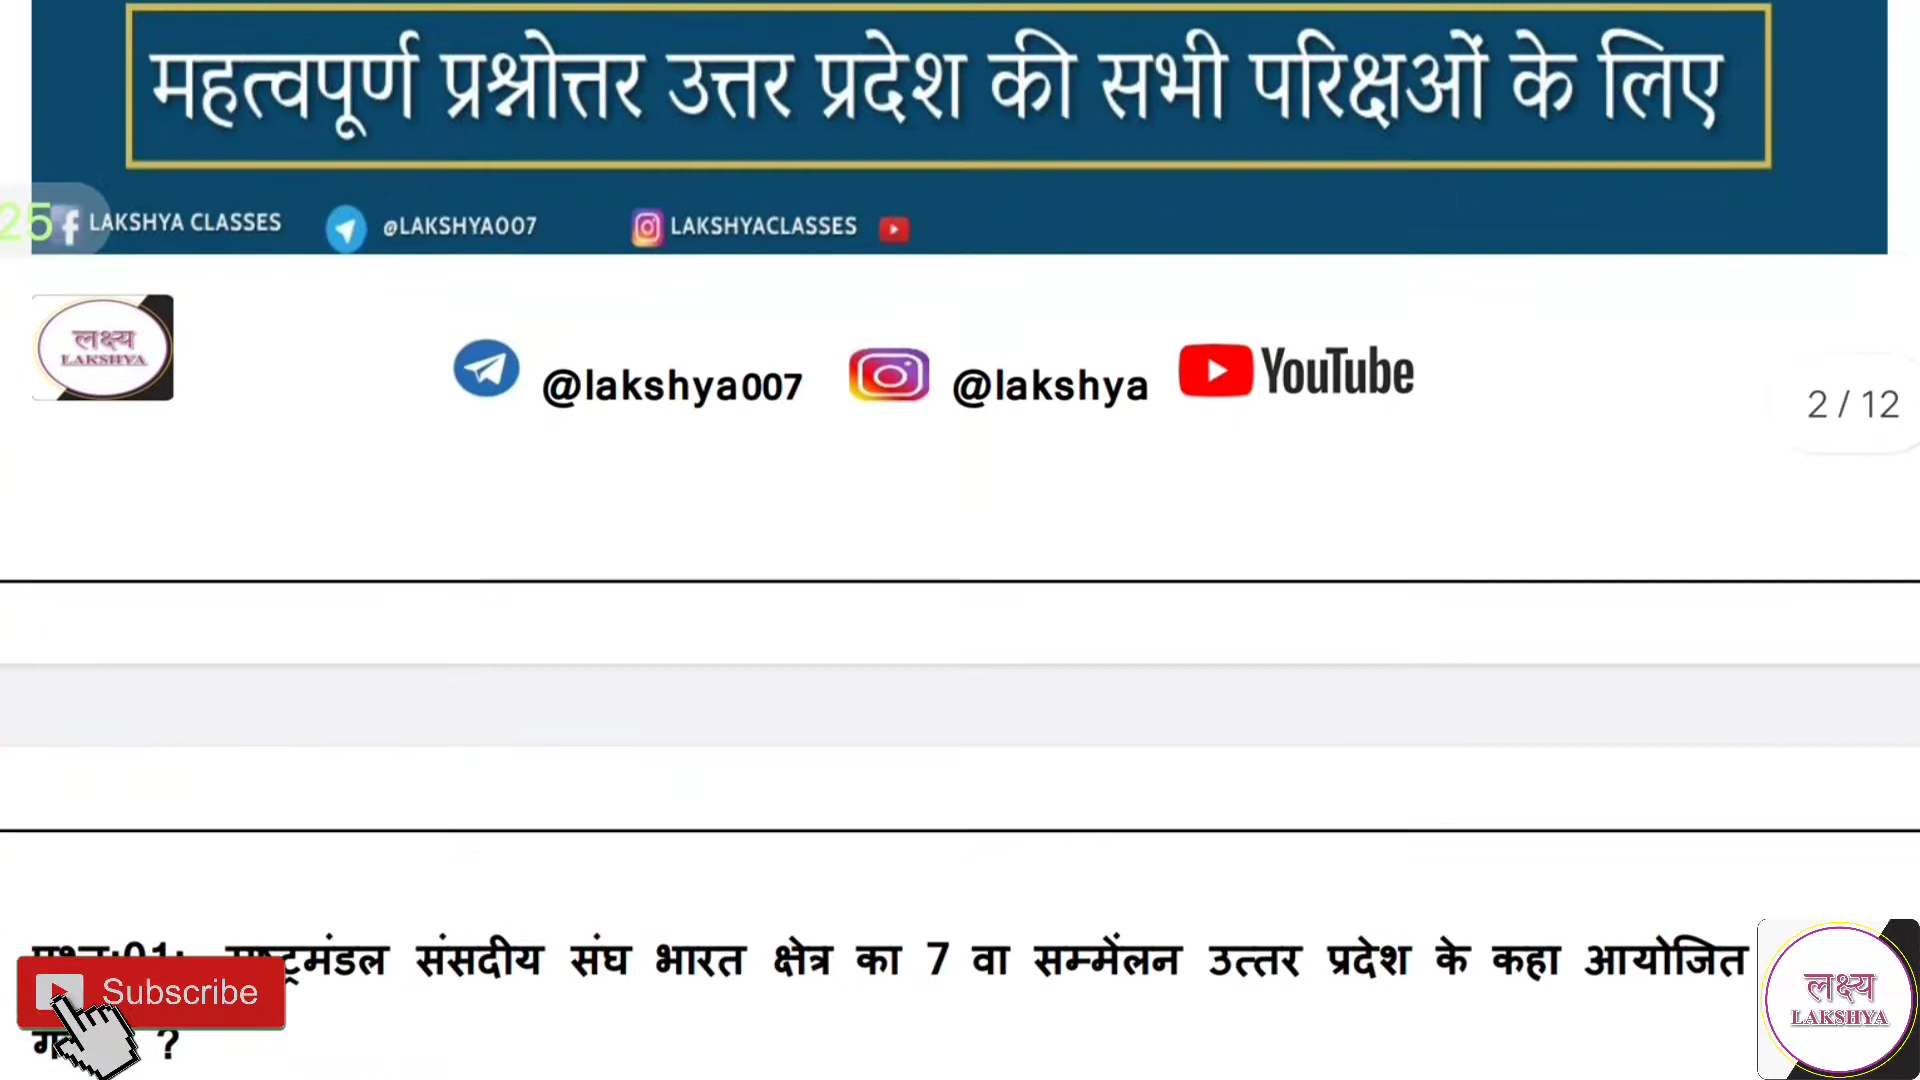 महत्वपूर्ण प्रश्नोत्तर उत्तर प्रदेश की सभी परिक्षओं के लिए
25 LAKSHYA CLASSES @LAKSHYA007 LAKSHYACLASSES
लक्ष्य
LAKSHYA
@lakshya007 @lakshya YouTube
2 / 12
संसदीय संघ भारत क्षेत्र का 7 वा सम्मेंलन उत्तर प्रदेश के कहा आयोजित
?
Subscribe
लक्ष्य
LAKSHYA